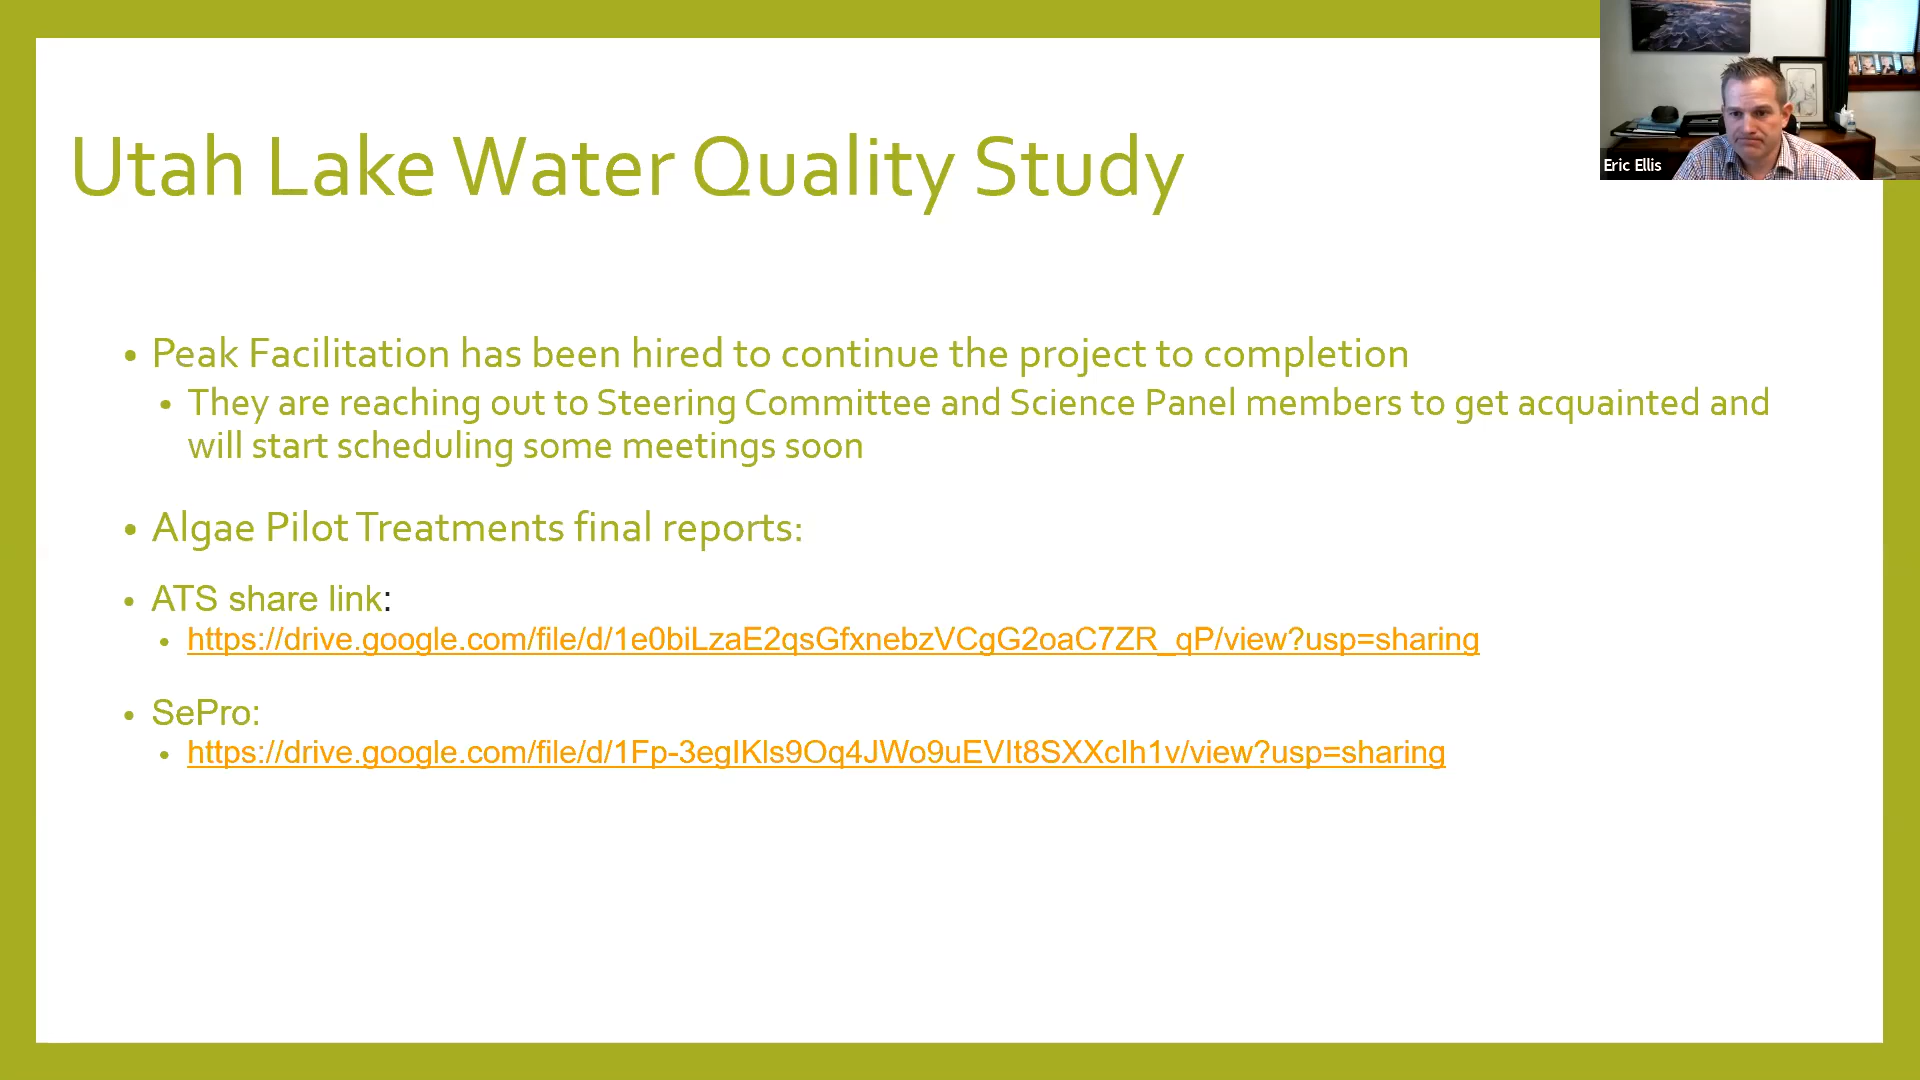 Utah Lake Water Quality Study
Eric Ellis
• Peak Facilitation has been hired to continue the project to completion
• They are reaching out to Steering Committee and Science Panel members to get acquainted and
will start scheduling some meetings soon
• Algae Pilot Treatments final reports:
• ATS share link:
• https://drive.google.com/file/d/1e0biLzaE2qsGfxnebzVCgG2oaC7ZR_qP/view?usp=sharing
• SePro:
• https://drive.google.com/file/d/1Fp-3egIKls9Oq4JWo9uEVIt8SXXcIh1v/view?usp=sharing